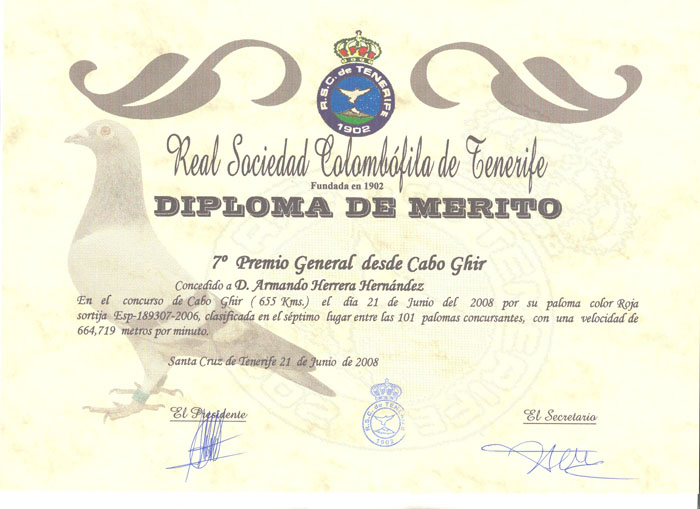 R.S.C. de TENERIFE
1902
Real Sociedad Colombófila de Tenerife
Fundada en 1902
DIPLOMA DE MERITO
7º Premio General desde Cabo Ghir
Concedido a D. Armando Herrera Hernández
En el concurso de Cabo Ghir ( 655 Kms.) el día 21 de Junio del 2008 por su paloma color Roja
sortija Esp-189307-2006, clasificada en el séptimo lugar entre las 101 palomas concursantes, con una velocidad de
664,719 metros por minuto.
Santa Cruz de Tenerife 21 de Junio de 2008
El Presidente
R.S.C. de TENERIFE
1902
El Secretario